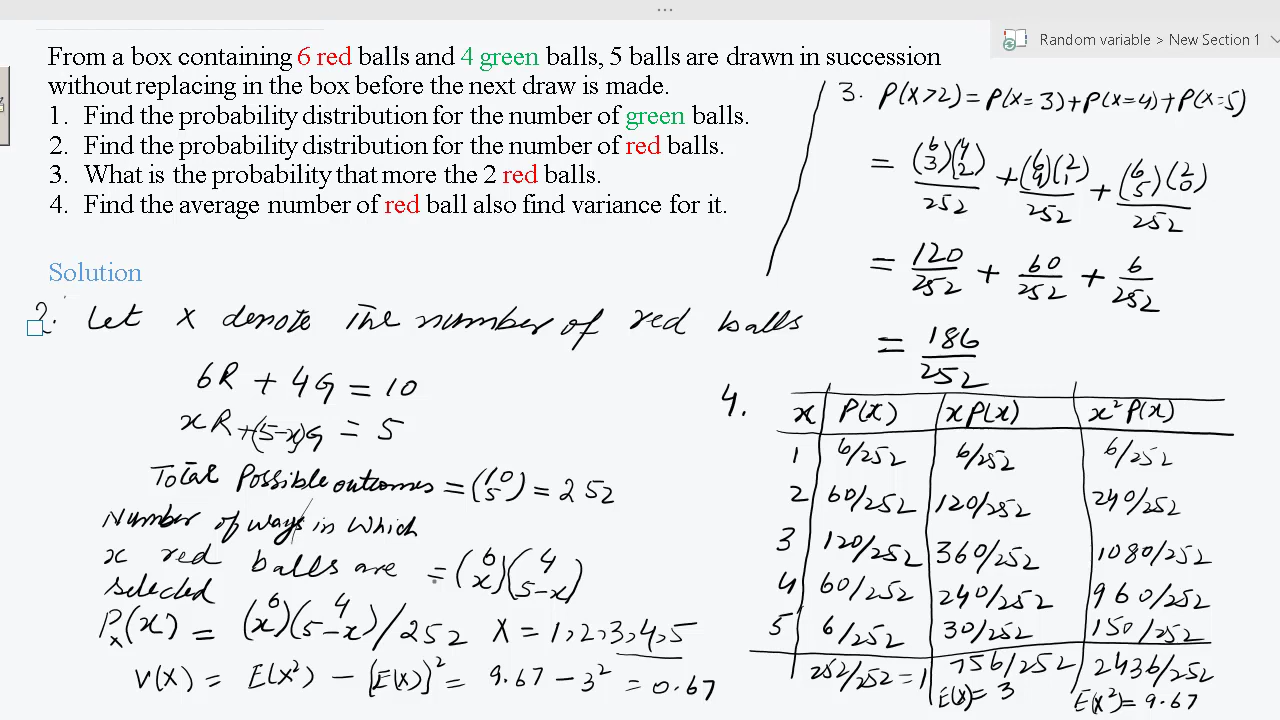 Random variable > New Section 1
From a box containing 6 red balls and 4 green balls, 5 balls are drawn in succession
without replacing in the box before the next draw is made.
1. Find the probability distribution for the number of green balls.
2. Find the probability distribution for the number of red balls.
3. What is the probability that more the 2 red balls.
4. Find the average number of red ball also find variance for it.
Solution
2. Let X denote the number of red balls
6R + 4G = 10
xR + (5-x)G = 5
Total Possible outcomes = (10 5) = 252
Number of ways in which
x red balls are = (6 x)(4 5-x)
selected
Px(x) = (6 x)(4 5-x)/252 X = 1,2,3,4,5
V(X) = E(X²) - [E(X)]² = 9.67 - 3² = 0.67
3. P(X>2) = P(X=3)+P(X=4)+P(X=5)
= (6 3)(4 2)/252 + (6 4)(2 1)/252 + (6 5)(2 0)/252
= 120/252 + 60/252 + 6/252
= 186/252
4. x P(x) xP(x) x²P(x)
1 6/252 6/252 6/252
2 60/252 120/252 240/252
3 120/252 360/252 1080/252
4 60/252 240/252 960/252
5 6/252 30/252 150/252
252/252=1 756/252 2436/252
E(X)= 3 E(X²)= 9.67